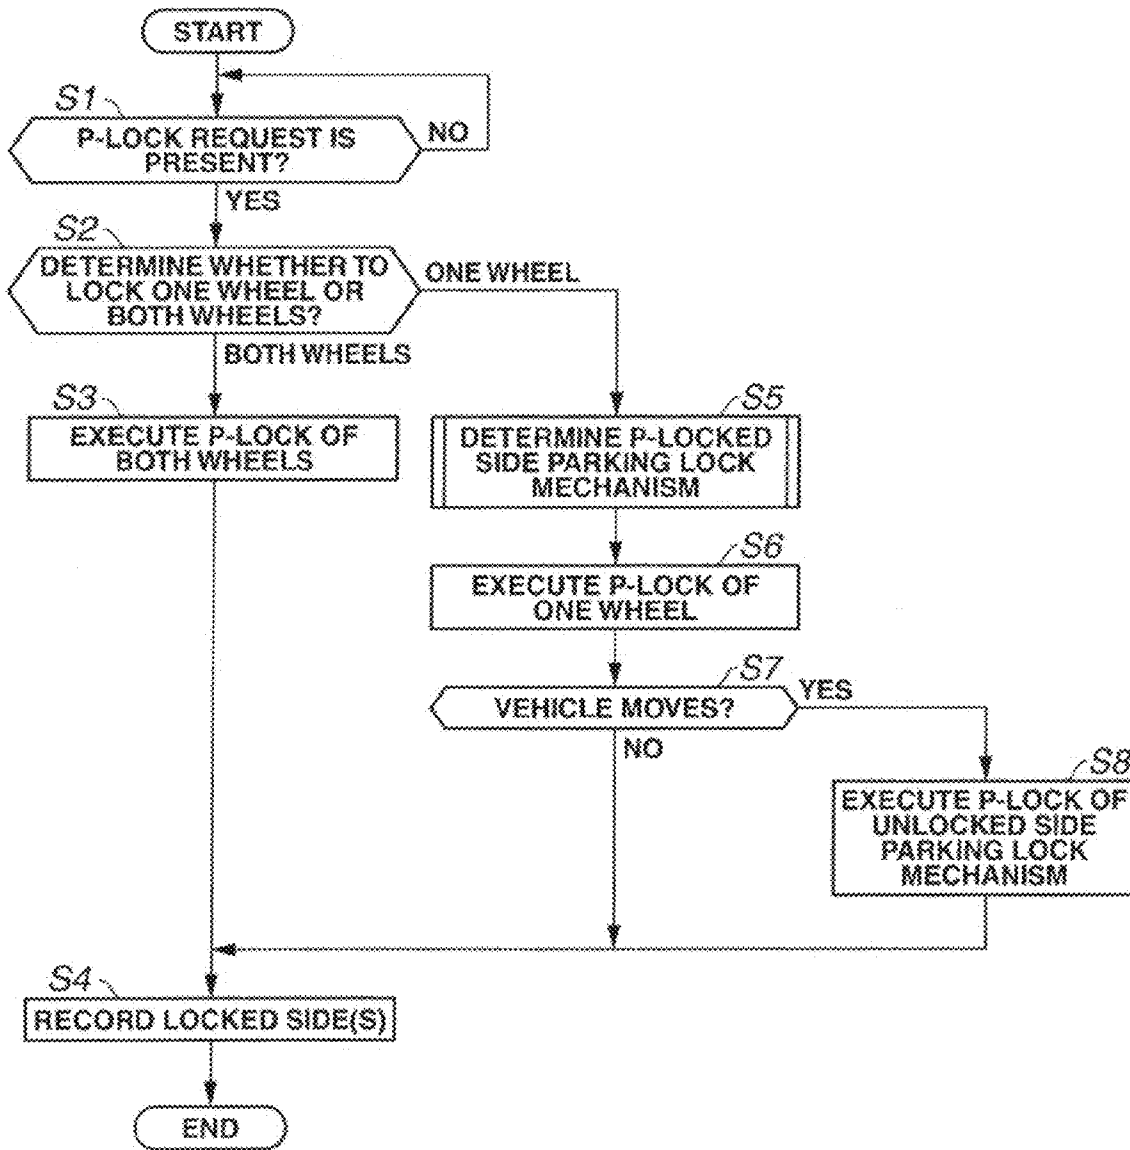 START
S1
P-LOCK REQUEST IS
PRESENT?
NO
YES
S2
DETERMINE WHETHER TO
LOCK ONE WHEEL OR
BOTH WHEELS?
ONE WHEEL
BOTH WHEELS
S3
EXECUTE P-LOCK OF
BOTH WHEELS
S5
DETERMINE P-LOCKED
SIDE PARKING LOCK
MECHANISM
S6
EXECUTE P-LOCK OF
ONE WHEEL
S7
VEHICLE MOVES?
YES
NO
S8
EXECUTE P-LOCK OF
UNLOCKED SIDE
PARKING LOCK
MECHANISM
S4
RECORD LOCKED SIDE(S)
END